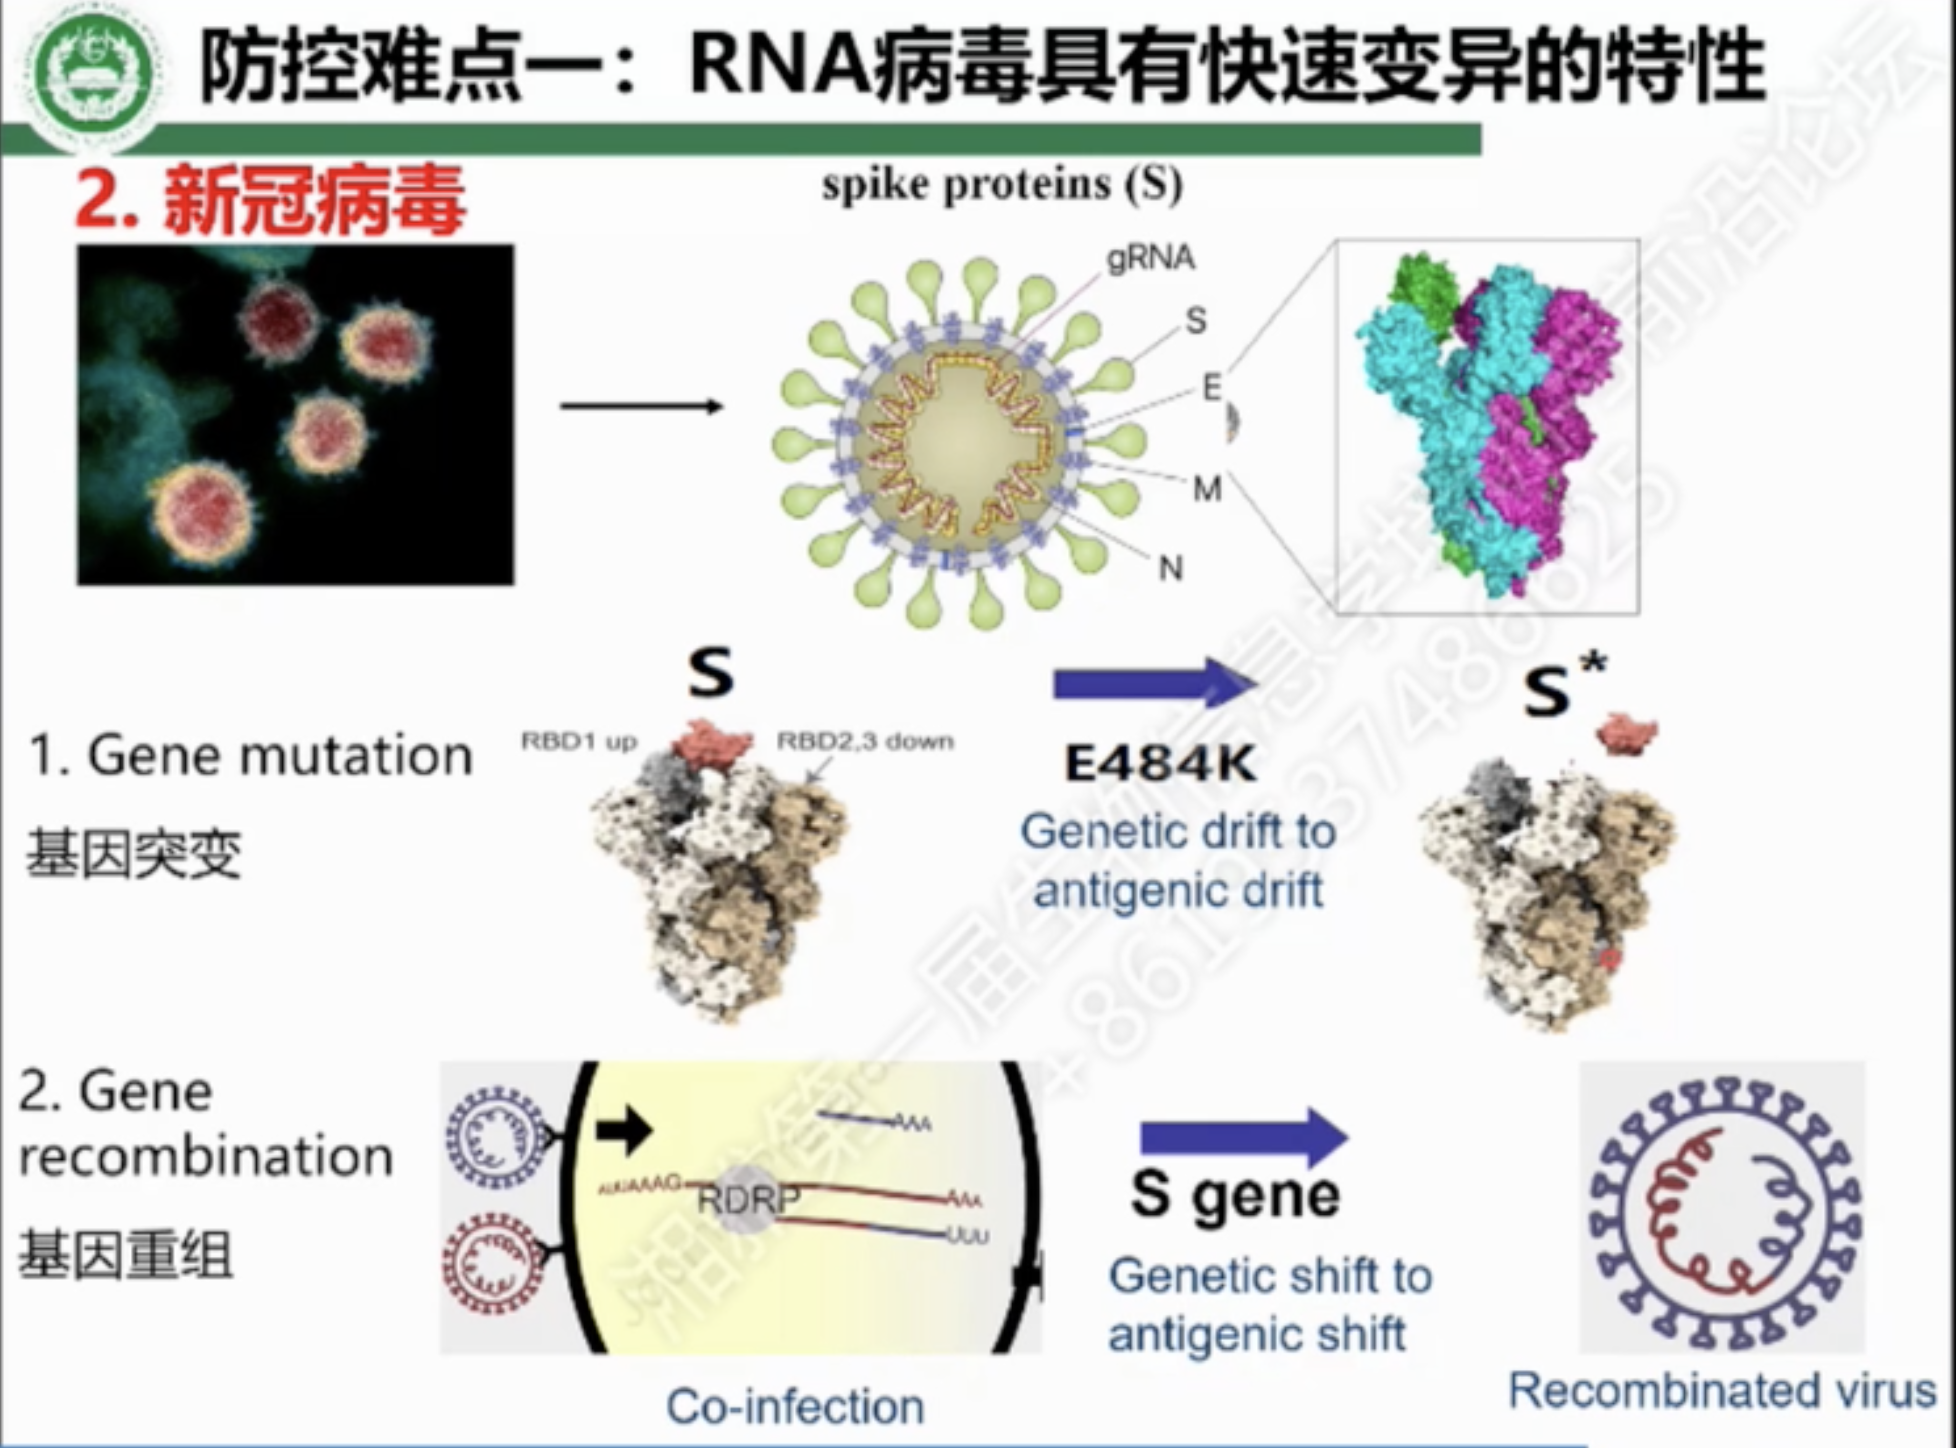 防控难点一：RNA病毒具有快速变异的特性
2. 新冠病毒
spike proteins (S)
gRNA
S
E
M
N
1. Gene mutation
基因突变
S
RBD1 up
RBD2,3 down
E484K
Genetic drift to
antigenic drift
S*
2. Gene
recombination
基因重组
AAA
RDRP
AAA
UUU
Co-infection
S gene
Genetic shift to
antigenic shift
Recombinated virus